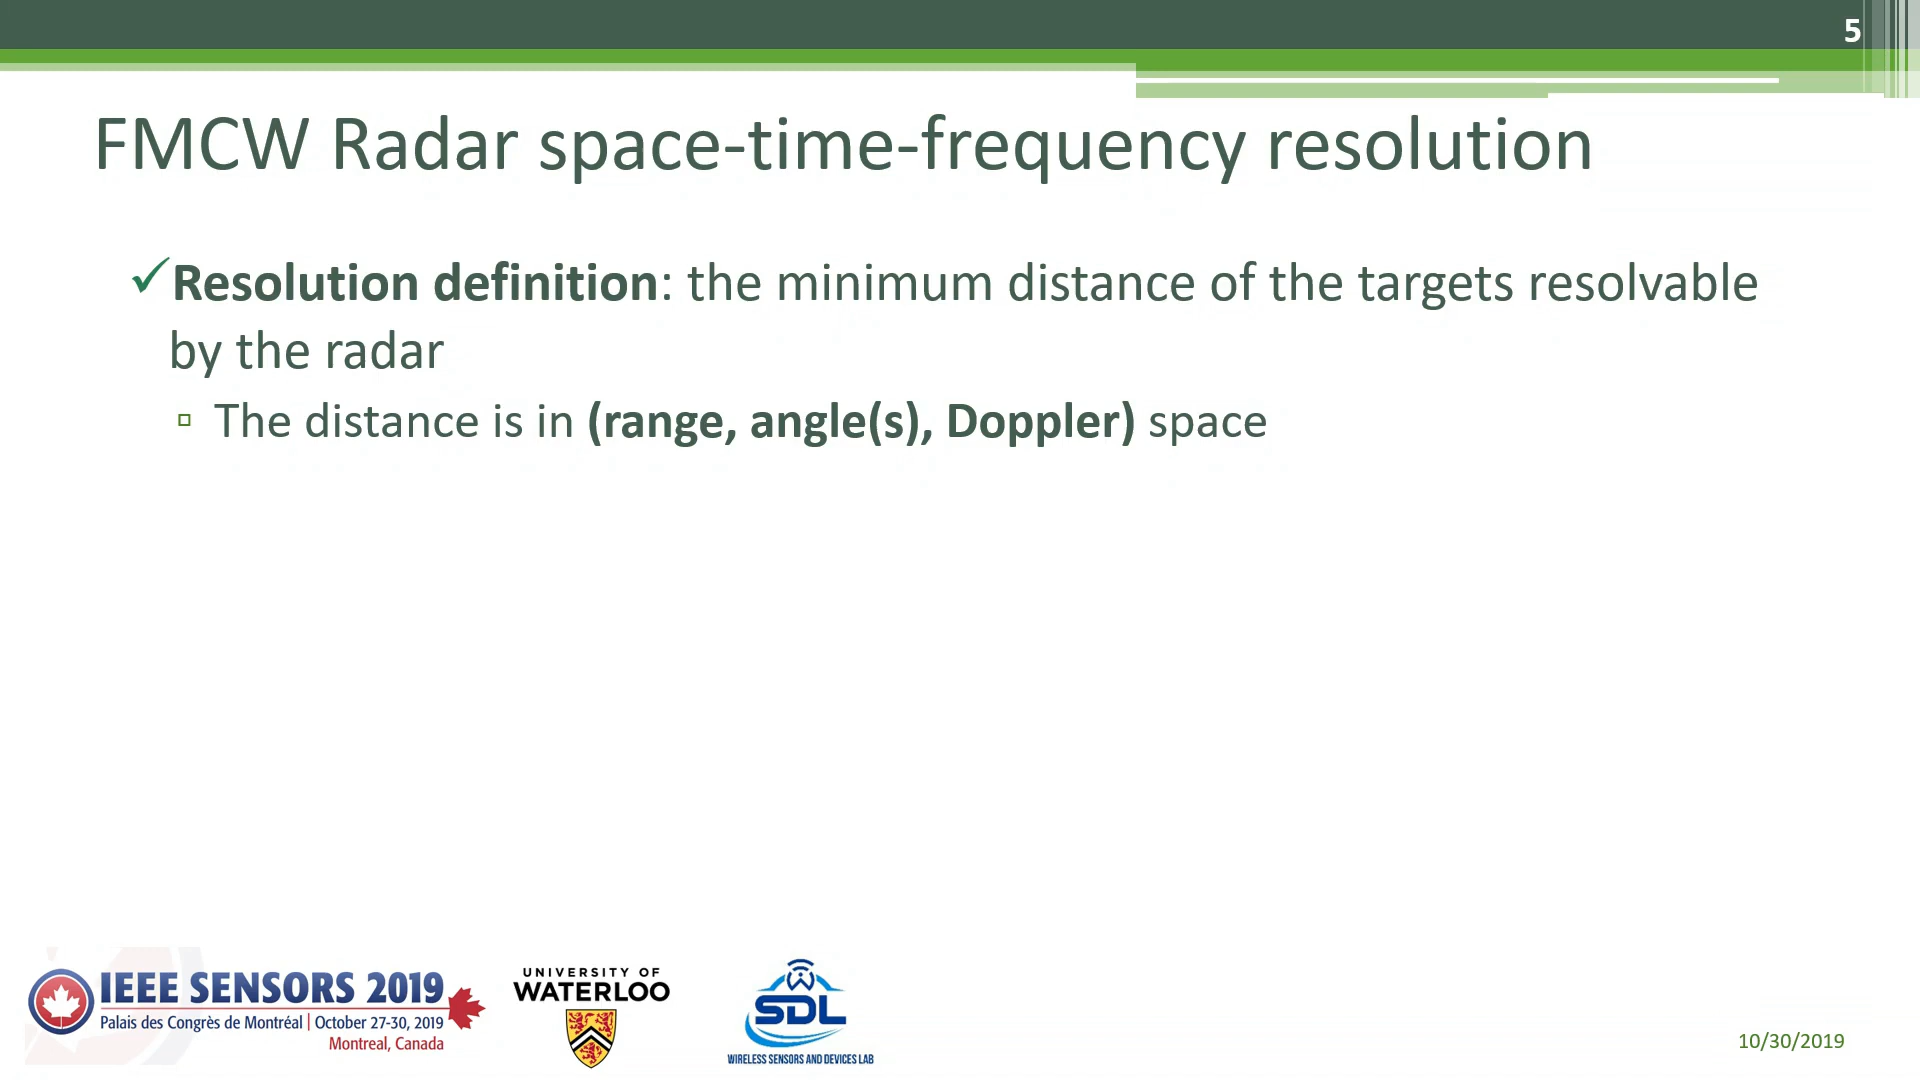 5
FMCW Radar space-time-frequency resolution
✓Resolution definition: the minimum distance of the targets resolvable
by the radar
▫ The distance is in (range, angle(s), Doppler) space
IEEE SENSORS 2019
Palais des Congrès de Montréal | October 27-30, 2019
Montreal, Canada
UNIVERSITY OF
WATERLOO
SDL
WIRELESS SENSORS AND DEVICES LAB
10/30/2019